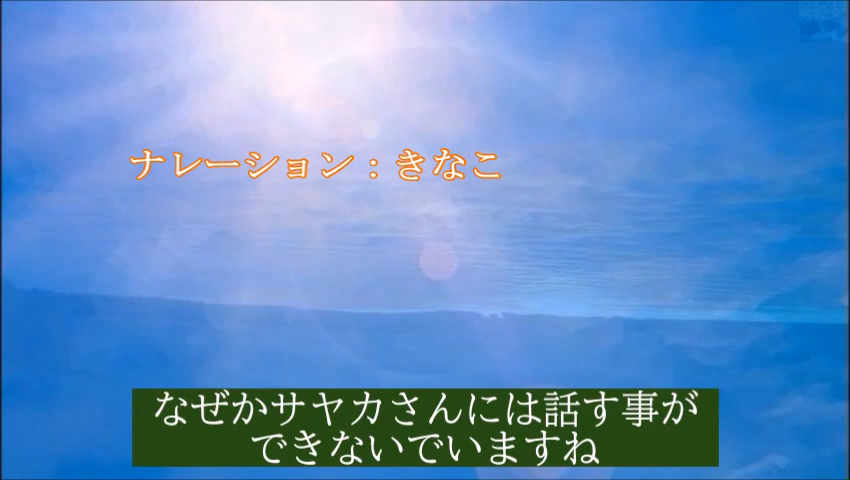 ナレーション：きなこ
なぜかサヤカさんには話す事が
できないでいますね